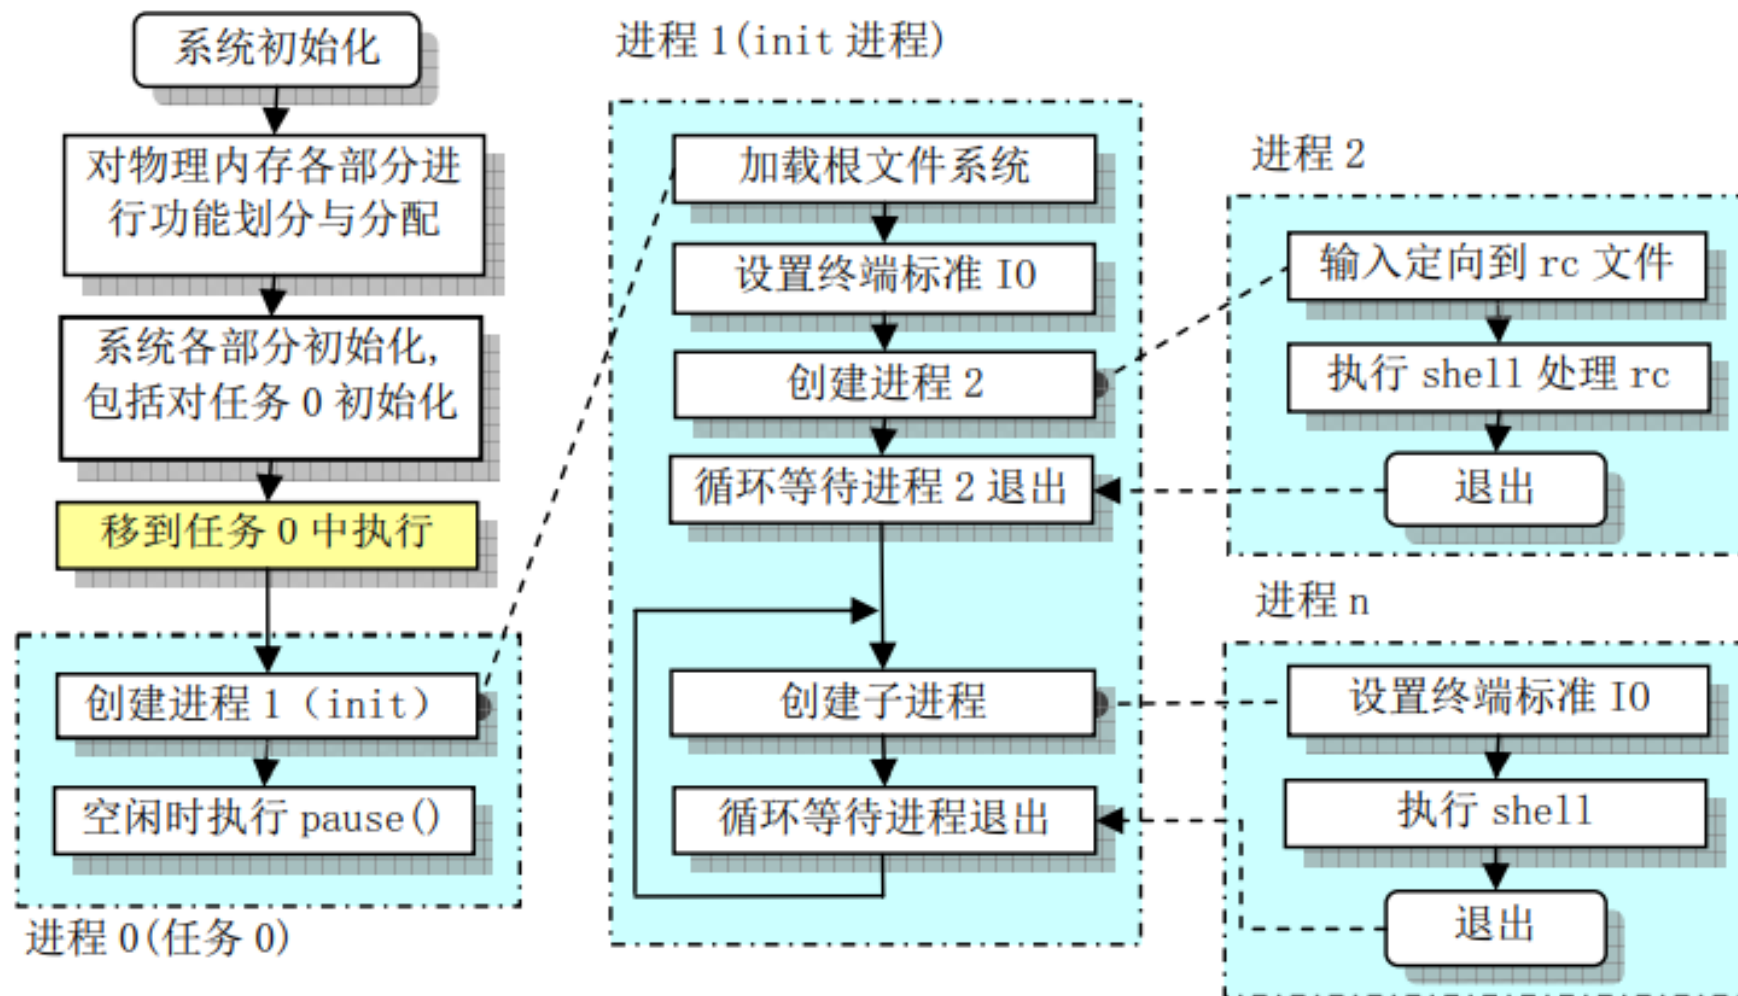 系统初始化
对物理内存各部分进
行功能划分与分配
系统各部分初始化,
包括对任务 0 初始化
移到任务 0 中执行
创建进程 1（init）
空闲时执行 pause()
进程 0(任务 0)
进程 1(init 进程)
加载根文件系统
设置终端标准 IO
创建进程 2
循环等待进程 2 退出
创建子进程
循环等待进程退出
进程 2
输入定向到 rc 文件
执行 shell 处理 rc
退出
进程 n
设置终端标准 IO
执行 shell
退出